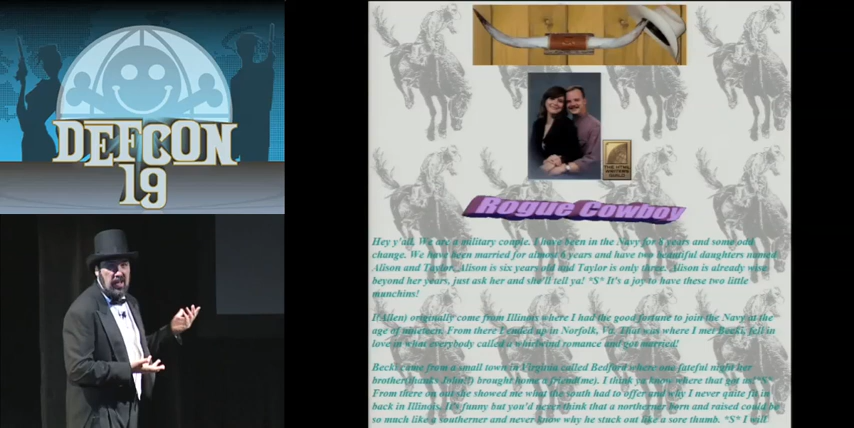 DEFCON
19
THE HTML
WRITERS
GUILD
Rogue Cowboy
Hey y'all. We are a military couple. I have been in the Navy for 8 years and some odd
change. We have been married for almost 6 years and have two beautiful daughters named
Alison and Taylor. Alison is six years old and Taylor is only three. Alison is already wise
beyond her years, just ask her and she'll tell ya! *S* It's a joy to have these two little
munchins!
I(Allen) originally come from Illinois where I had the good fortune to join the Navy at the
age of nineteen. From there I ended up in Norfolk, Va. That was where I met Becki, fell in
love in what everybody called a whirlwind romance and got married!
Becki came from a small town in Virginia called Bedford where one fateful night her
brother(thanks John!!) brought home a friend(me). I think ya know where that got us! *S*
From there on out she showed me what the south had to offer and why I never quite fit in
back in Illinois. It's funny but you'd never think that a northerner born and raised could be
so much like a southerner and never know why he stuck out like a sore thumb. *S* I will